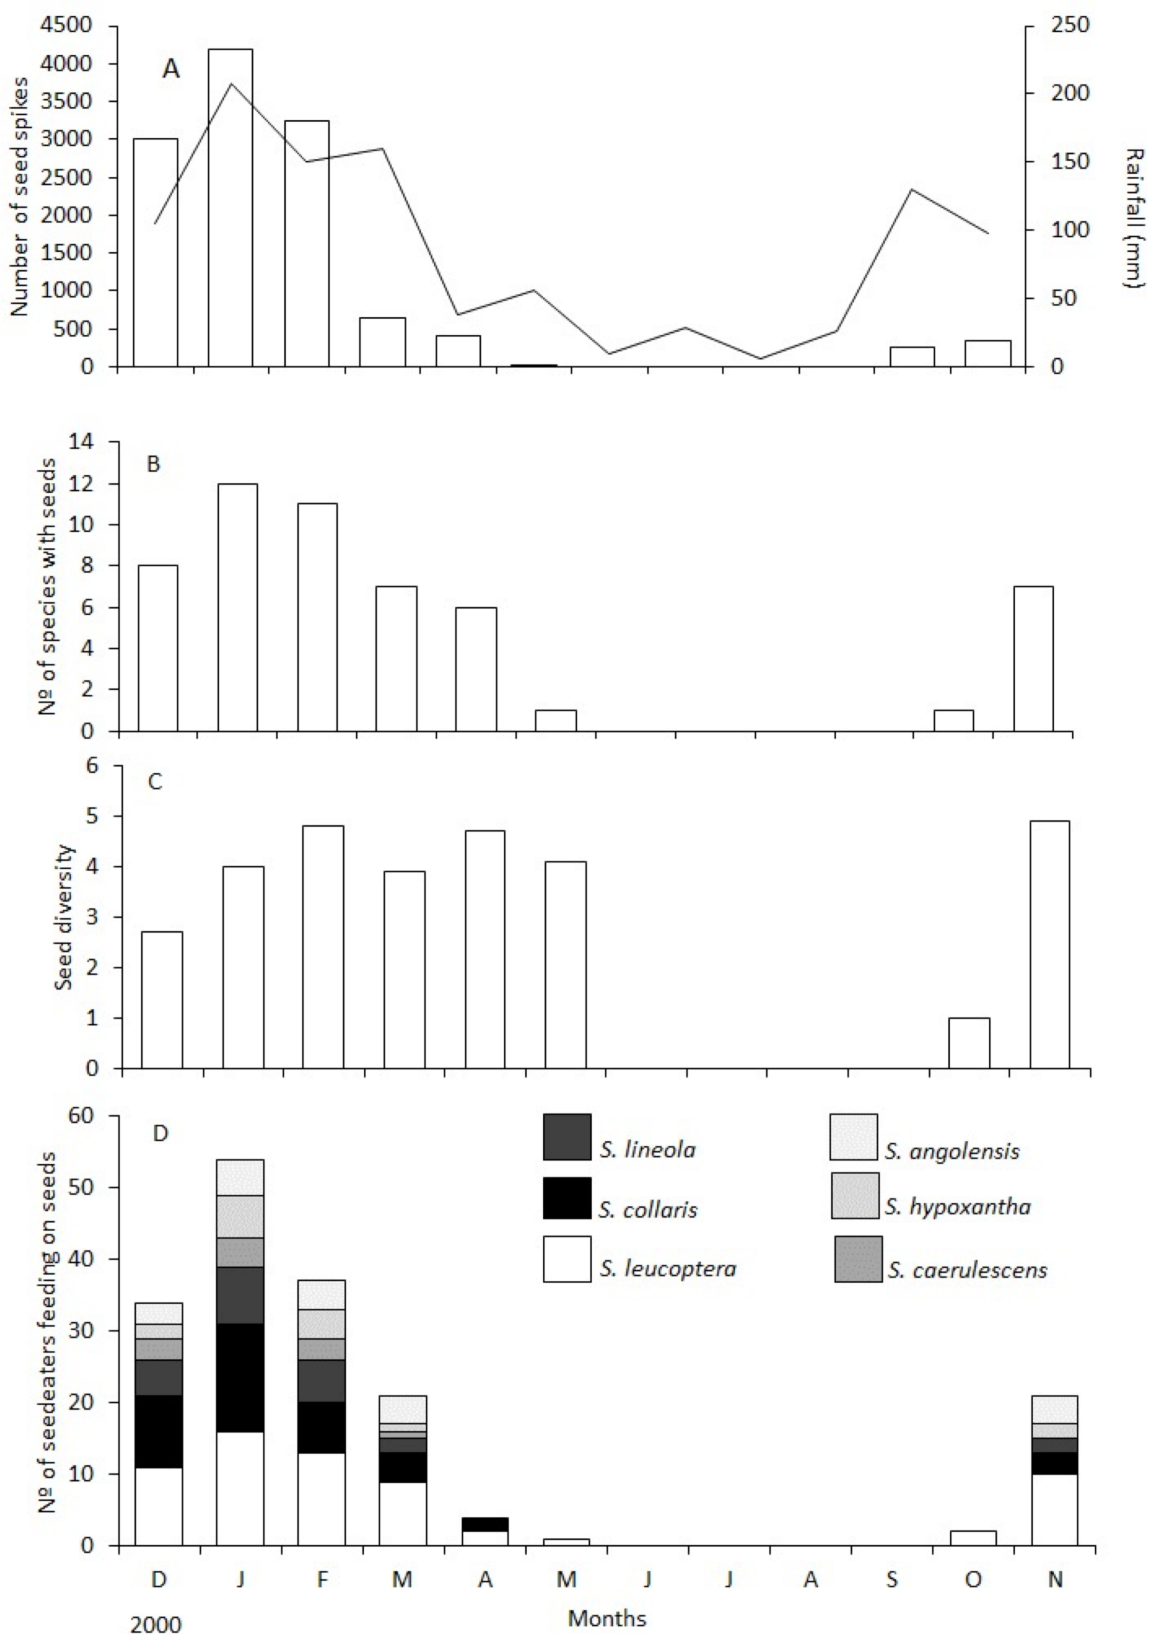 A
Number of seed spikes
4500
4000
3500
3000
2500
2000
1500
1000
500
0
250
200
150
100
50
0
Rainfall (mm)
B
Nº of species with seeds
14
12
10
8
6
4
2
0
C
Seed diversity
6
5
4
3
2
1
0
D
Nº of seedeaters feeding on seeds
60
50
40
30
20
10
0
S. lineola
S. angolensis
S. collaris
S. hypoxantha
S. leucoptera
S. caerulescens
D J F M A M J J A S O N
2000
Months